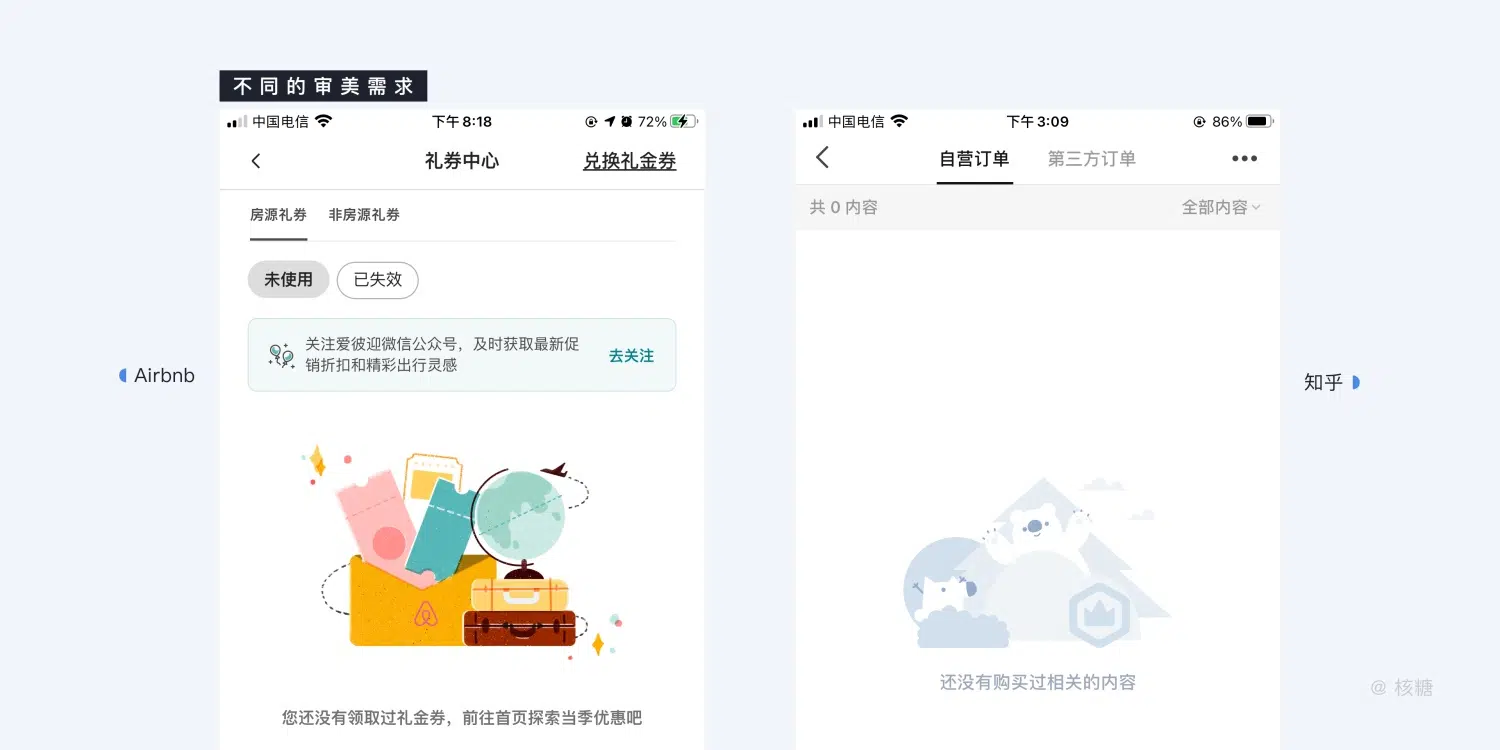 不同的审美需求
中国电信
下午8:18
72%
礼券中心
兑换礼金券
房源礼券
非房源礼券
未使用
已失效
关注爱彼迎微信公众号，及时获取最新促
销折扣和精彩出行灵感
去关注
您还没有领取过礼金券，前往首页探索当季优惠吧
Airbnb
中国电信
下午3:09
86%
自营订单
第三方订单
共 0 内容
全部内容
还没有购买过相关的内容
知乎
@ 核糖